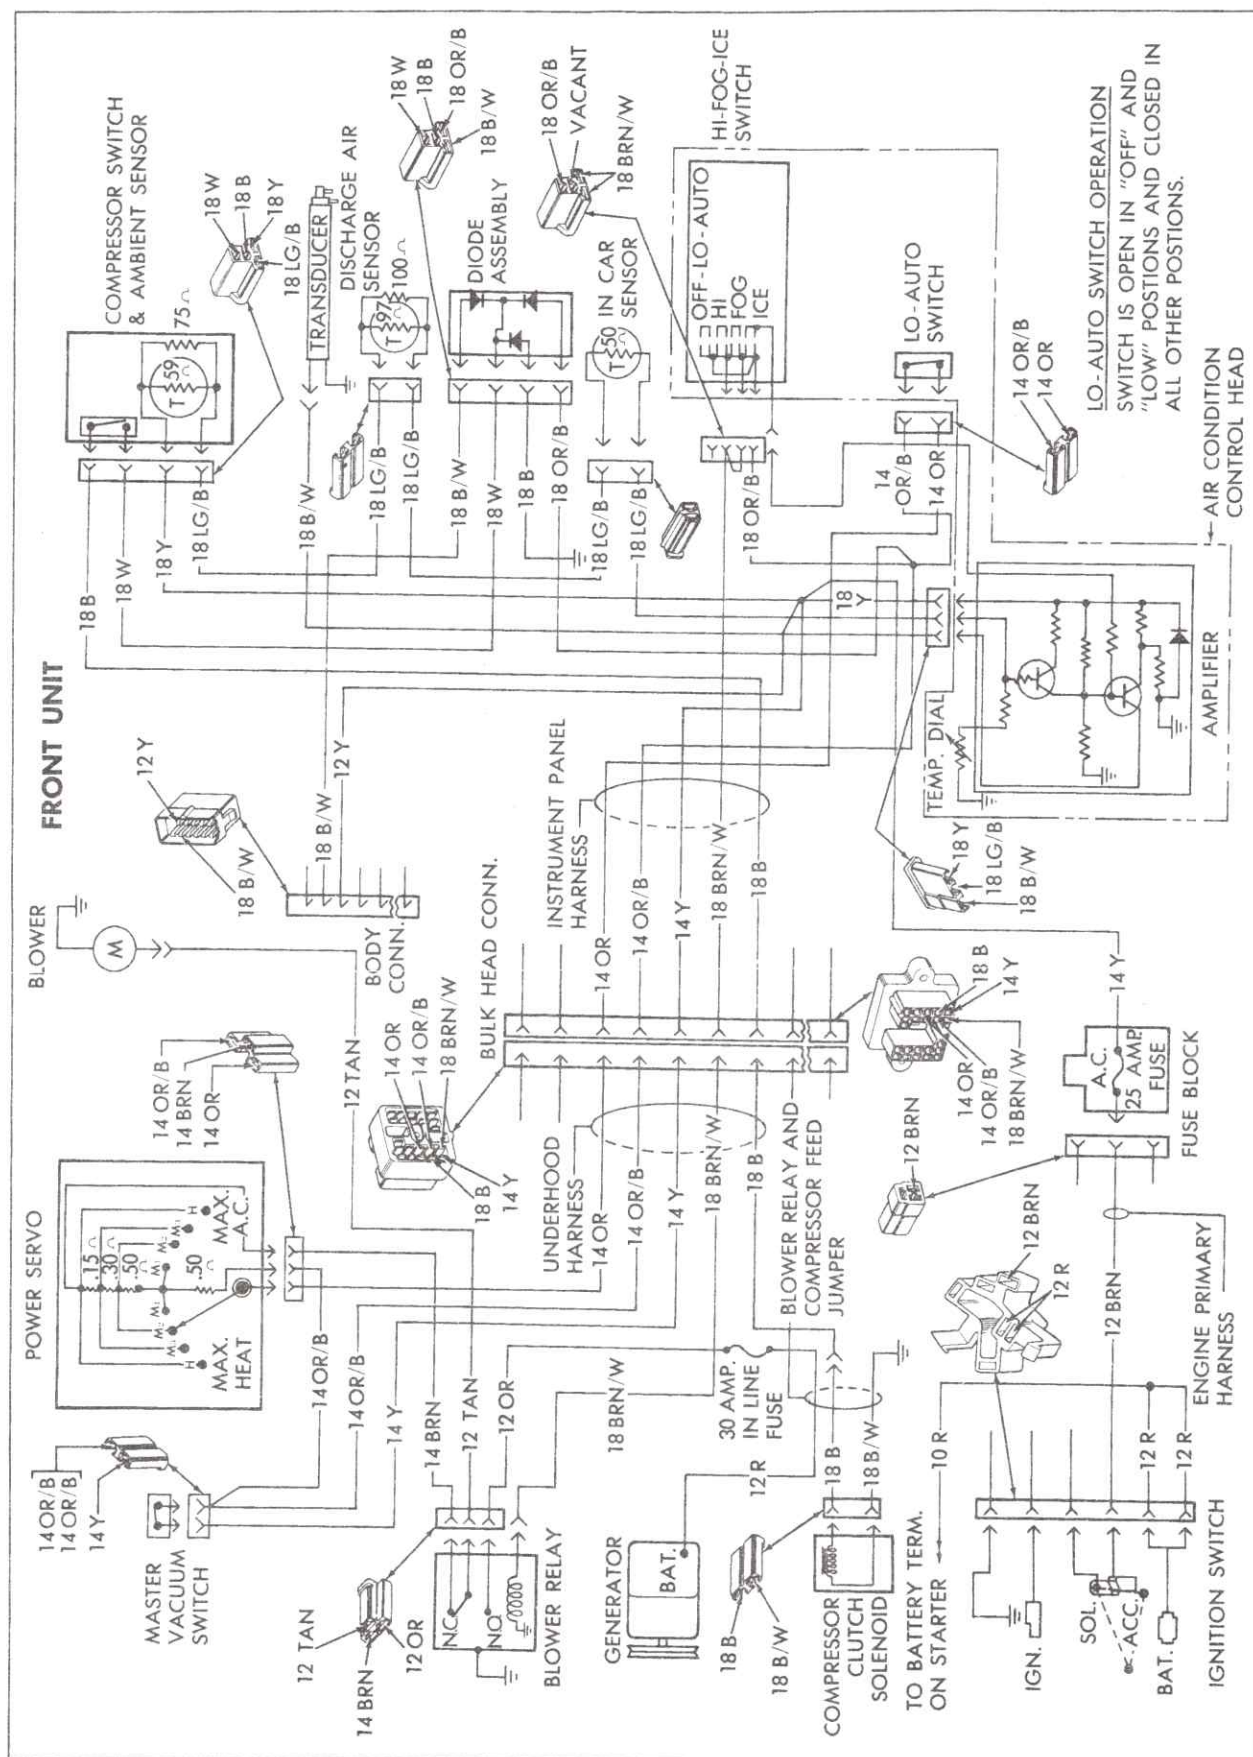 FRONT UNIT
POWER SERVO
.15Ω
.30Ω
.50Ω
.50Ω
H
M²
M¹
H
MAX.
A.C.
MAX.
HEAT
14 OR/B
14 BRN
14 OR
BLOWER
M
12 TAN
12 Y
18 B/W
BODY
CONN.
18 B/W
12 Y
COMPRESSOR SWITCH
& AMBIENT SENSOR
75Ω
T
59
Ω
18 W
18 B
18 Y
18 LG/B
18 B
18 W
18 Y
18 LG/B
TRANSDUCER
18 B/W
DISCHARGE AIR
SENSOR
100Ω
T
97
Ω
18 LG/B
18 LG/B
18 W
18 B
18 OR/B
18 B/W
DIODE
ASSEMBLY
18 B/W
18 W
18 B
18 OR/B
IN CAR
SENSOR
T
50
Ω
18 LG/B
18 LG/B
18 OR/B
VACANT
18 BRN/W
HI-FOG-ICE
SWITCH
OFF-LO-AUTO
HI
FOG
ICE
18 OR/B
LO-AUTO
SWITCH
14
OR/B
14 OR
14 OR/B
14 OR
LO-AUTO SWITCH OPERATION
SWITCH IS OPEN IN "OFF" AND
"LOW" POSTIONS AND CLOSED IN
ALL OTHER POSTIONS.
AIR CONDITION
CONTROL HEAD
18
Y
TEMP. DIAL
AMPLIFIER
18 Y
18 LG/B
18 B/W
INSTRUMENT PANEL
HARNESS
14 OR
14 OR/B
14 Y
18 BRN/W
18 B
BULK HEAD CONN.
14 OR
14 OR/B
18 BRN/W
18 B
14 Y
18 B
14 Y
14 OR
14 OR/B
18 BRN/W
UNDERHOOD
HARNESS
14 OR
14 OR/B
14 Y
18 BRN/W
18 B
BLOWER RELAY AND
COMPRESSOR FEED
JUMPER
14 OR/B
14 OR/B
14 Y
MASTER
VACUUM
SWITCH
14 OR/B
14 OR/B
14 Y
14 BRN
12 TAN
12 OR
18 BRN/W
12 TAN
14 BRN
12 OR
N.C.
N.O.
BLOWER RELAY
30 AMP.
IN LINE
FUSE
GENERATOR
BAT.
12 R
18 B
18 B/W
18 B
18 B/W
COMPRESSOR
CLUTCH
SOLENOID
TO BATTERY TERM.
ON STARTER
10 R
IGN.
SOL.
ACC.
BAT.
IGNITION SWITCH
12 BRN
12 R
12 BRN
12 R
12 R
ENGINE PRIMARY
HARNESS
12 BRN
A.C.
25 AMP.
FUSE
FUSE BLOCK
14 Y